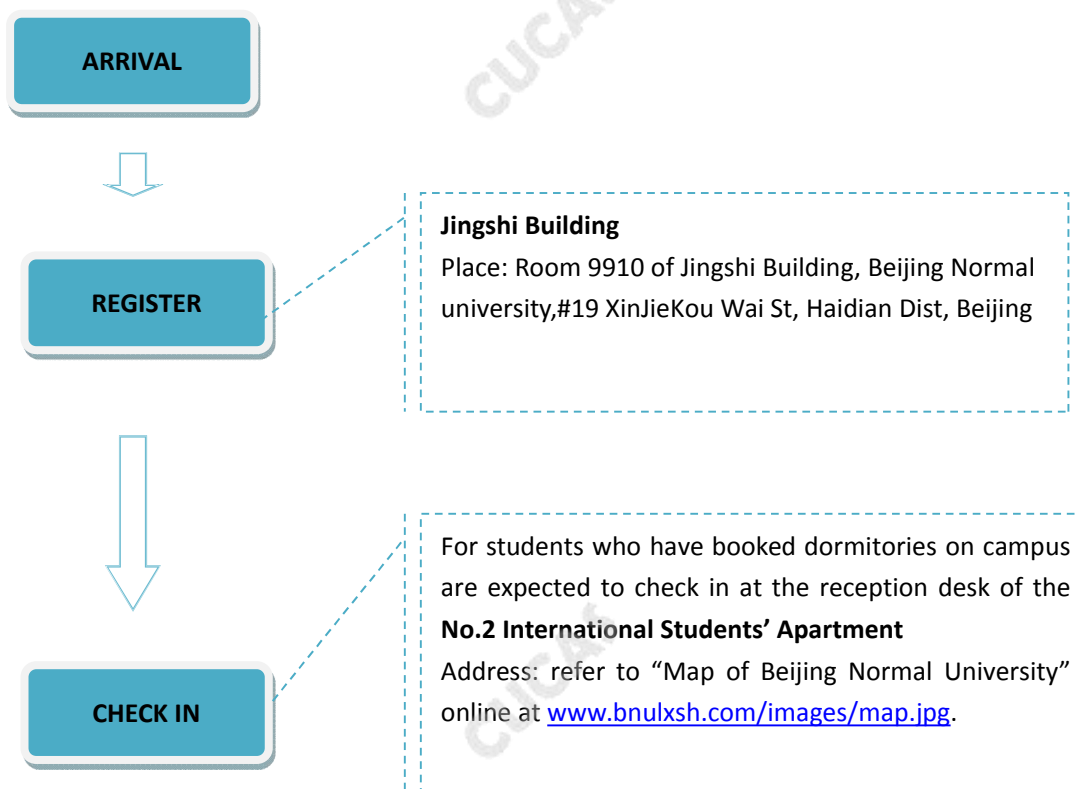 ARRIVAL
CUCAS
REGISTER
Jingshi Building
Place: Room 9910 of Jingshi Building, Beijing Normal
university,#19 XinJieKou Wai St, Haidian Dist, Beijing
For students who have booked dormitories on campus
are expected to check in at the reception desk of the
No.2 International Students’ Apartment
Address: refer to “Map of Beijing Normal University”
online at www.bnulxsh.com/images/map.jpg.
CHECK IN
CUCAS